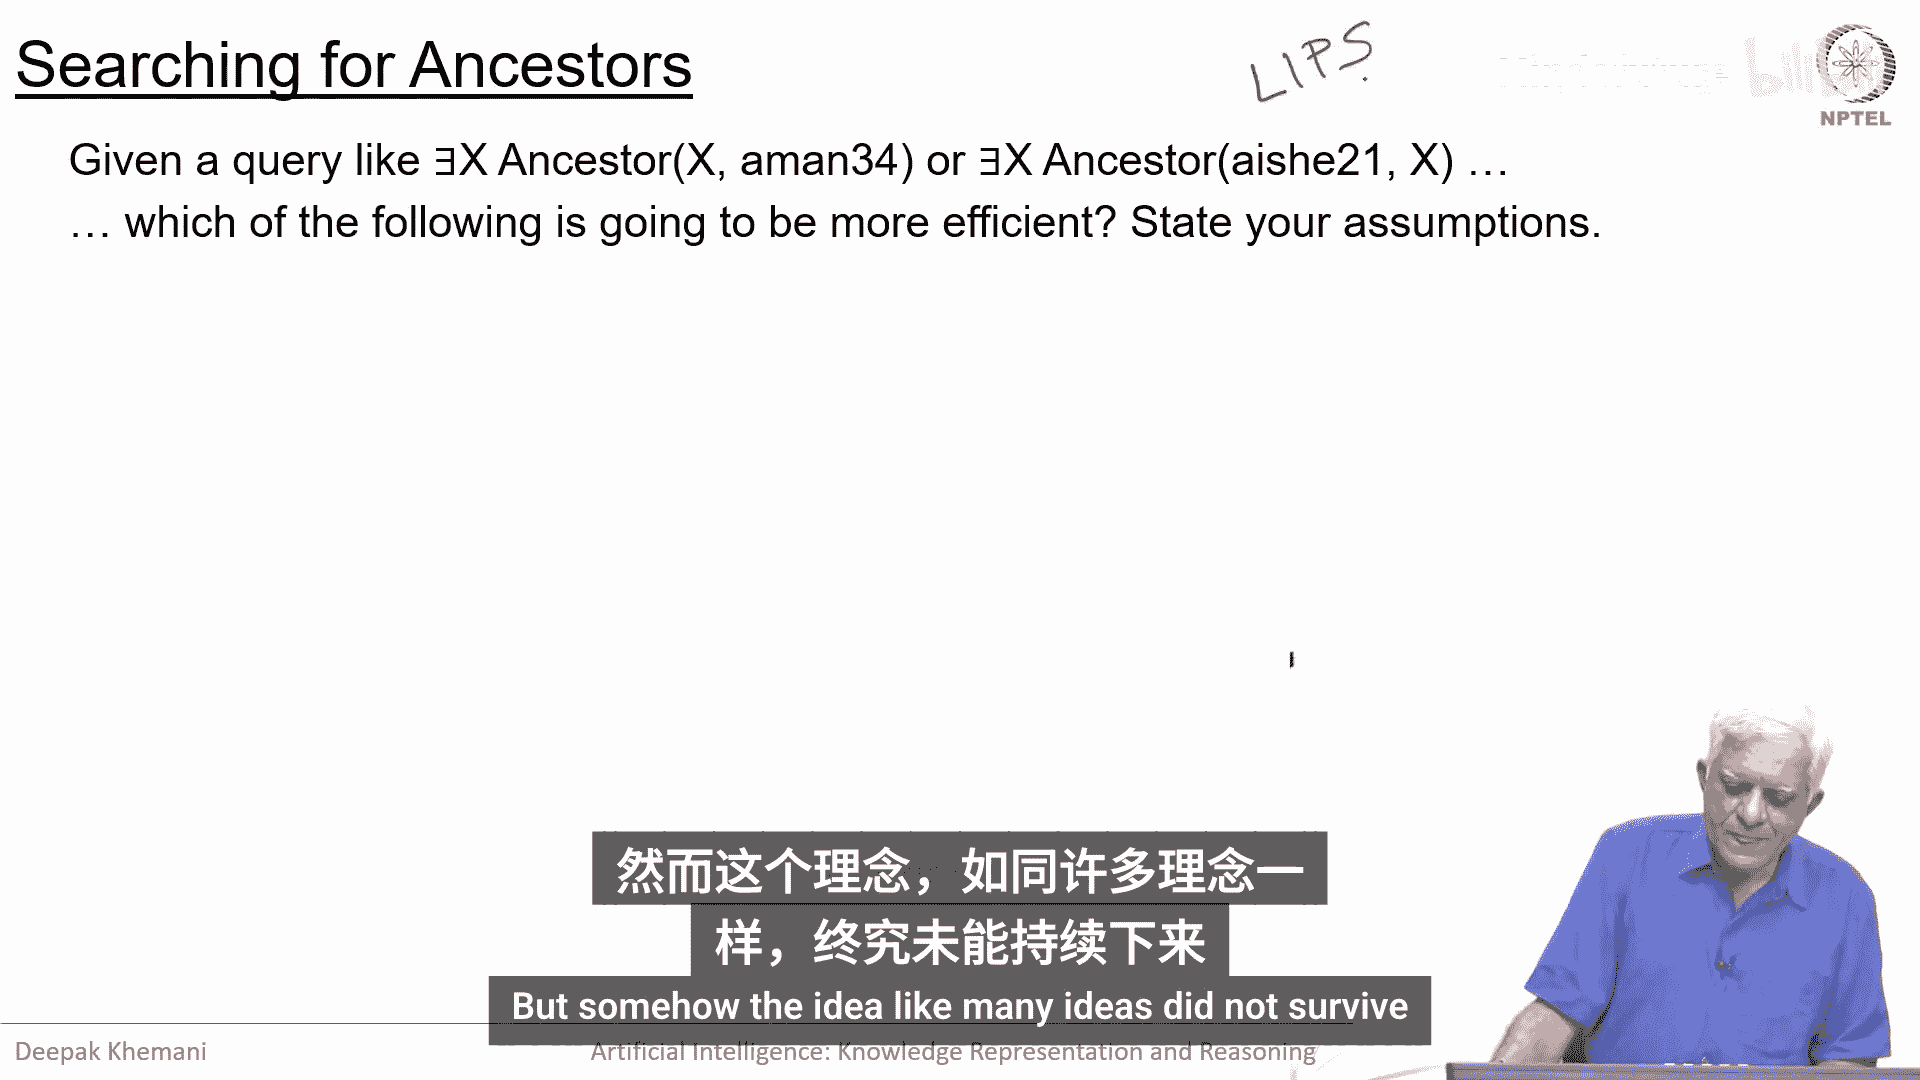 Searching for Ancestors
LIPS
NPTEL
Given a query like ∃X Ancestor(X, aman34) or ∃X Ancestor(aishe21, X) …
… which of the following is going to be more efficient? State your assumptions.
然而这个理念，如同许多理念一
样，终究未能持续下来
But somehow the idea like many ideas did not survive
Deepak Khemani
Artificial Intelligence: Knowledge Representation and Reasoning